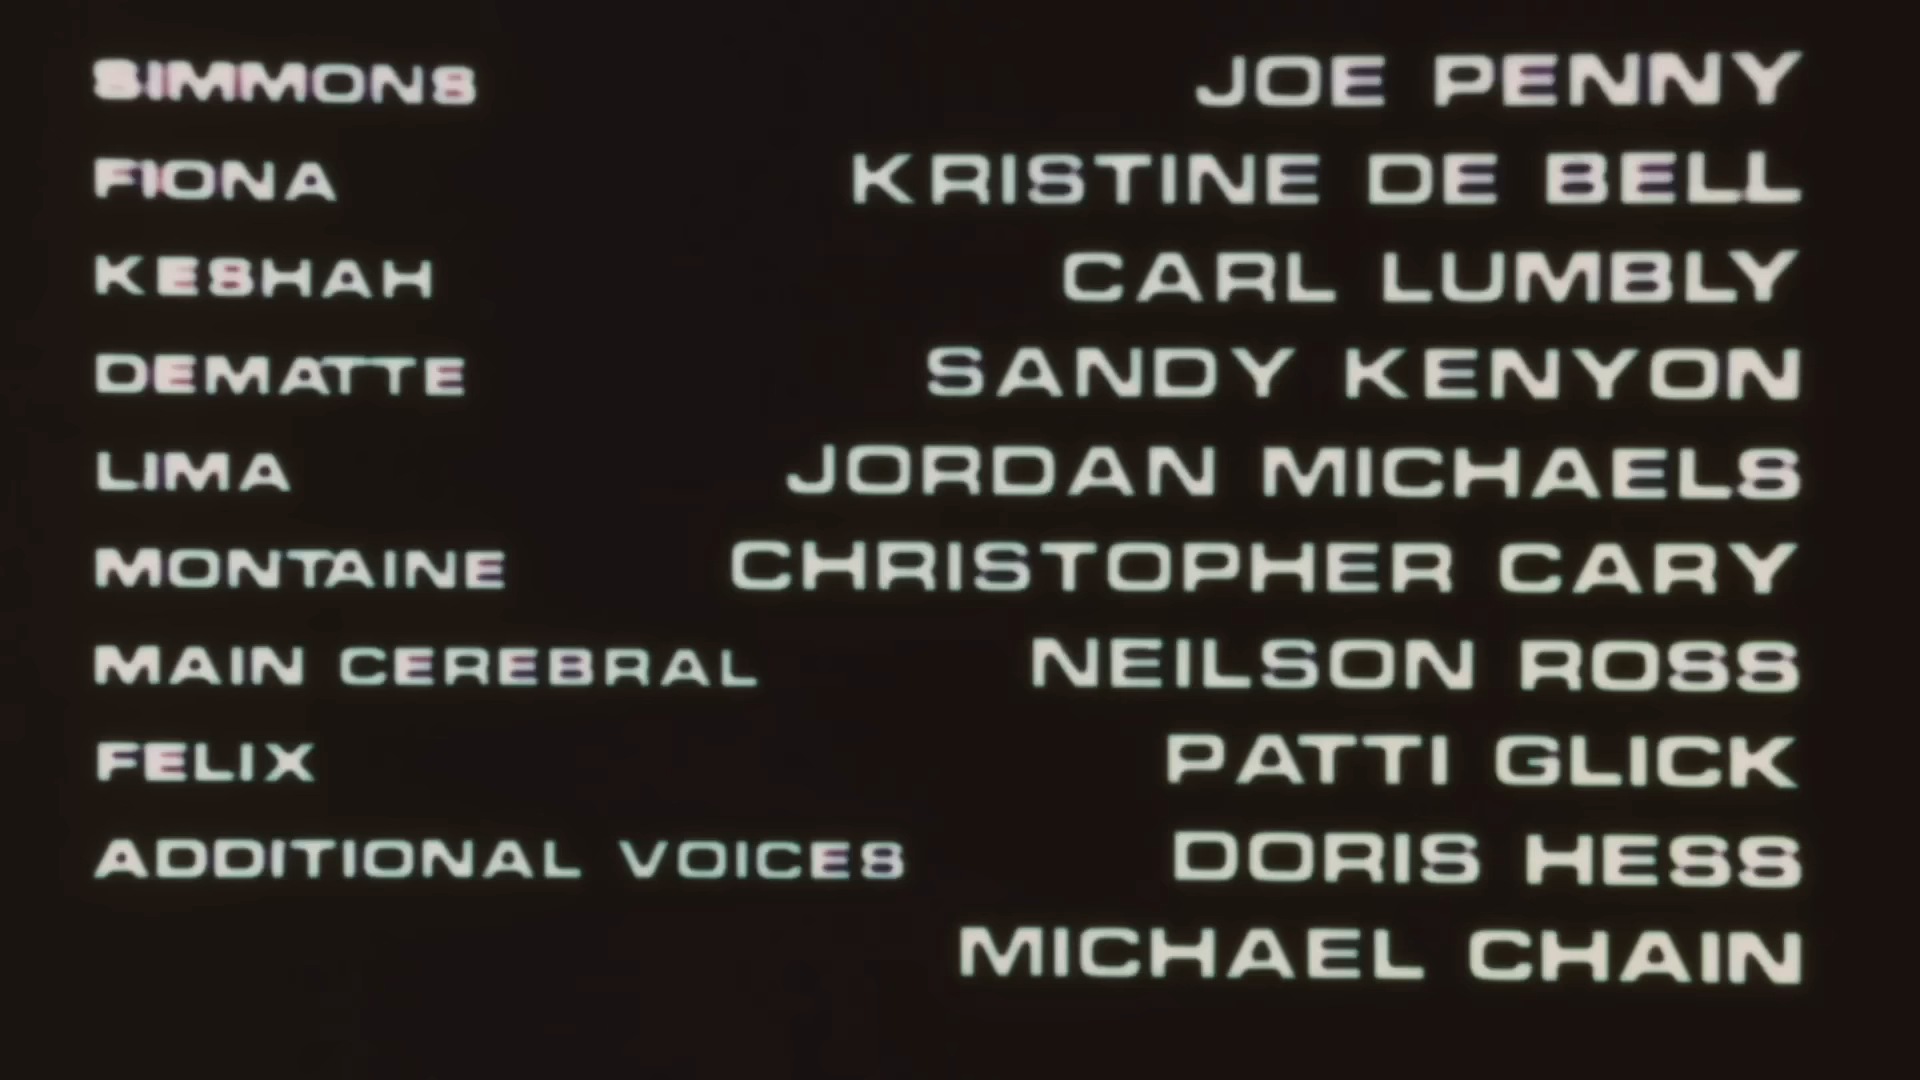 SIMMONS JOE PENNY
FIONA KRISTINE DE BELL
KESHAH CARL LUMBLY
DEMATTE SANDY KENYON
LIMA JORDAN MICHAELS
MONTAINE CHRISTOPHER CARY
MAIN CEREBRAL NEILSON ROSS
FELIX PATTI GLICK
ADDITIONAL VOICES DORIS HESS
MICHAEL CHAIN